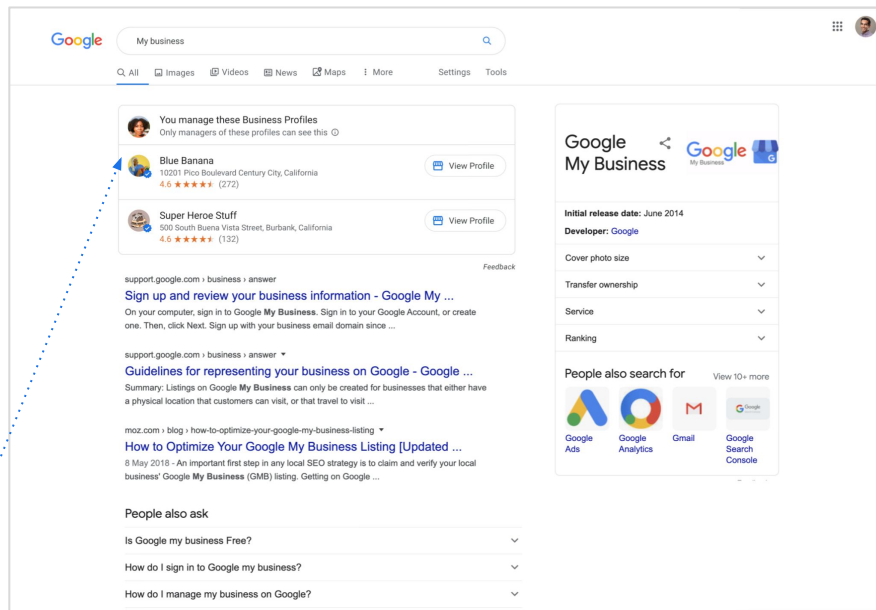 Google
My business
All
Images
Videos
News
Maps
More
Settings
Tools
You manage these Business Profiles
Only managers of these profiles can see this
Blue Banana
10201 Pico Boulevard Century City, California
4.6 ★★★★★ (272)
View Profile
Super Heroe Stuff
500 South Buena Vista Street, Burbank, California
4.6 ★★★★★ (132)
View Profile
Feedback
support.google.com › business › answer
Sign up and review your business information - Google My ...
On your computer, sign in to Google My Business. Sign in to your Google Account, or create
one. Then, click Next. Sign up with your business email domain since ...
support.google.com › business › answer
Guidelines for representing your business on Google - Google ...
Summary: Listings on Google My Business can only be created for businesses that either have
a physical location that customers can visit, or that travel to visit ...
moz.com › blog › how-to-optimize-your-google-my-business-listing
How to Optimize Your Google My Business Listing [Updated ...
8 May 2018 - An important first step in any local SEO strategy is to claim and verify your local
business' Google My Business (GMB) listing. Getting on Google ...
People also ask
Is Google my business Free?
How do I sign in to Google my business?
How do I manage my business on Google?
Google
My Business
Google
My Business
G
Initial release date: June 2014
Developer: Google
Cover photo size
Transfer ownership
Service
Ranking
People also search for
View 10+ more
Google
Google
Ads
Google
Analytics
Gmail
Google
Search
Console